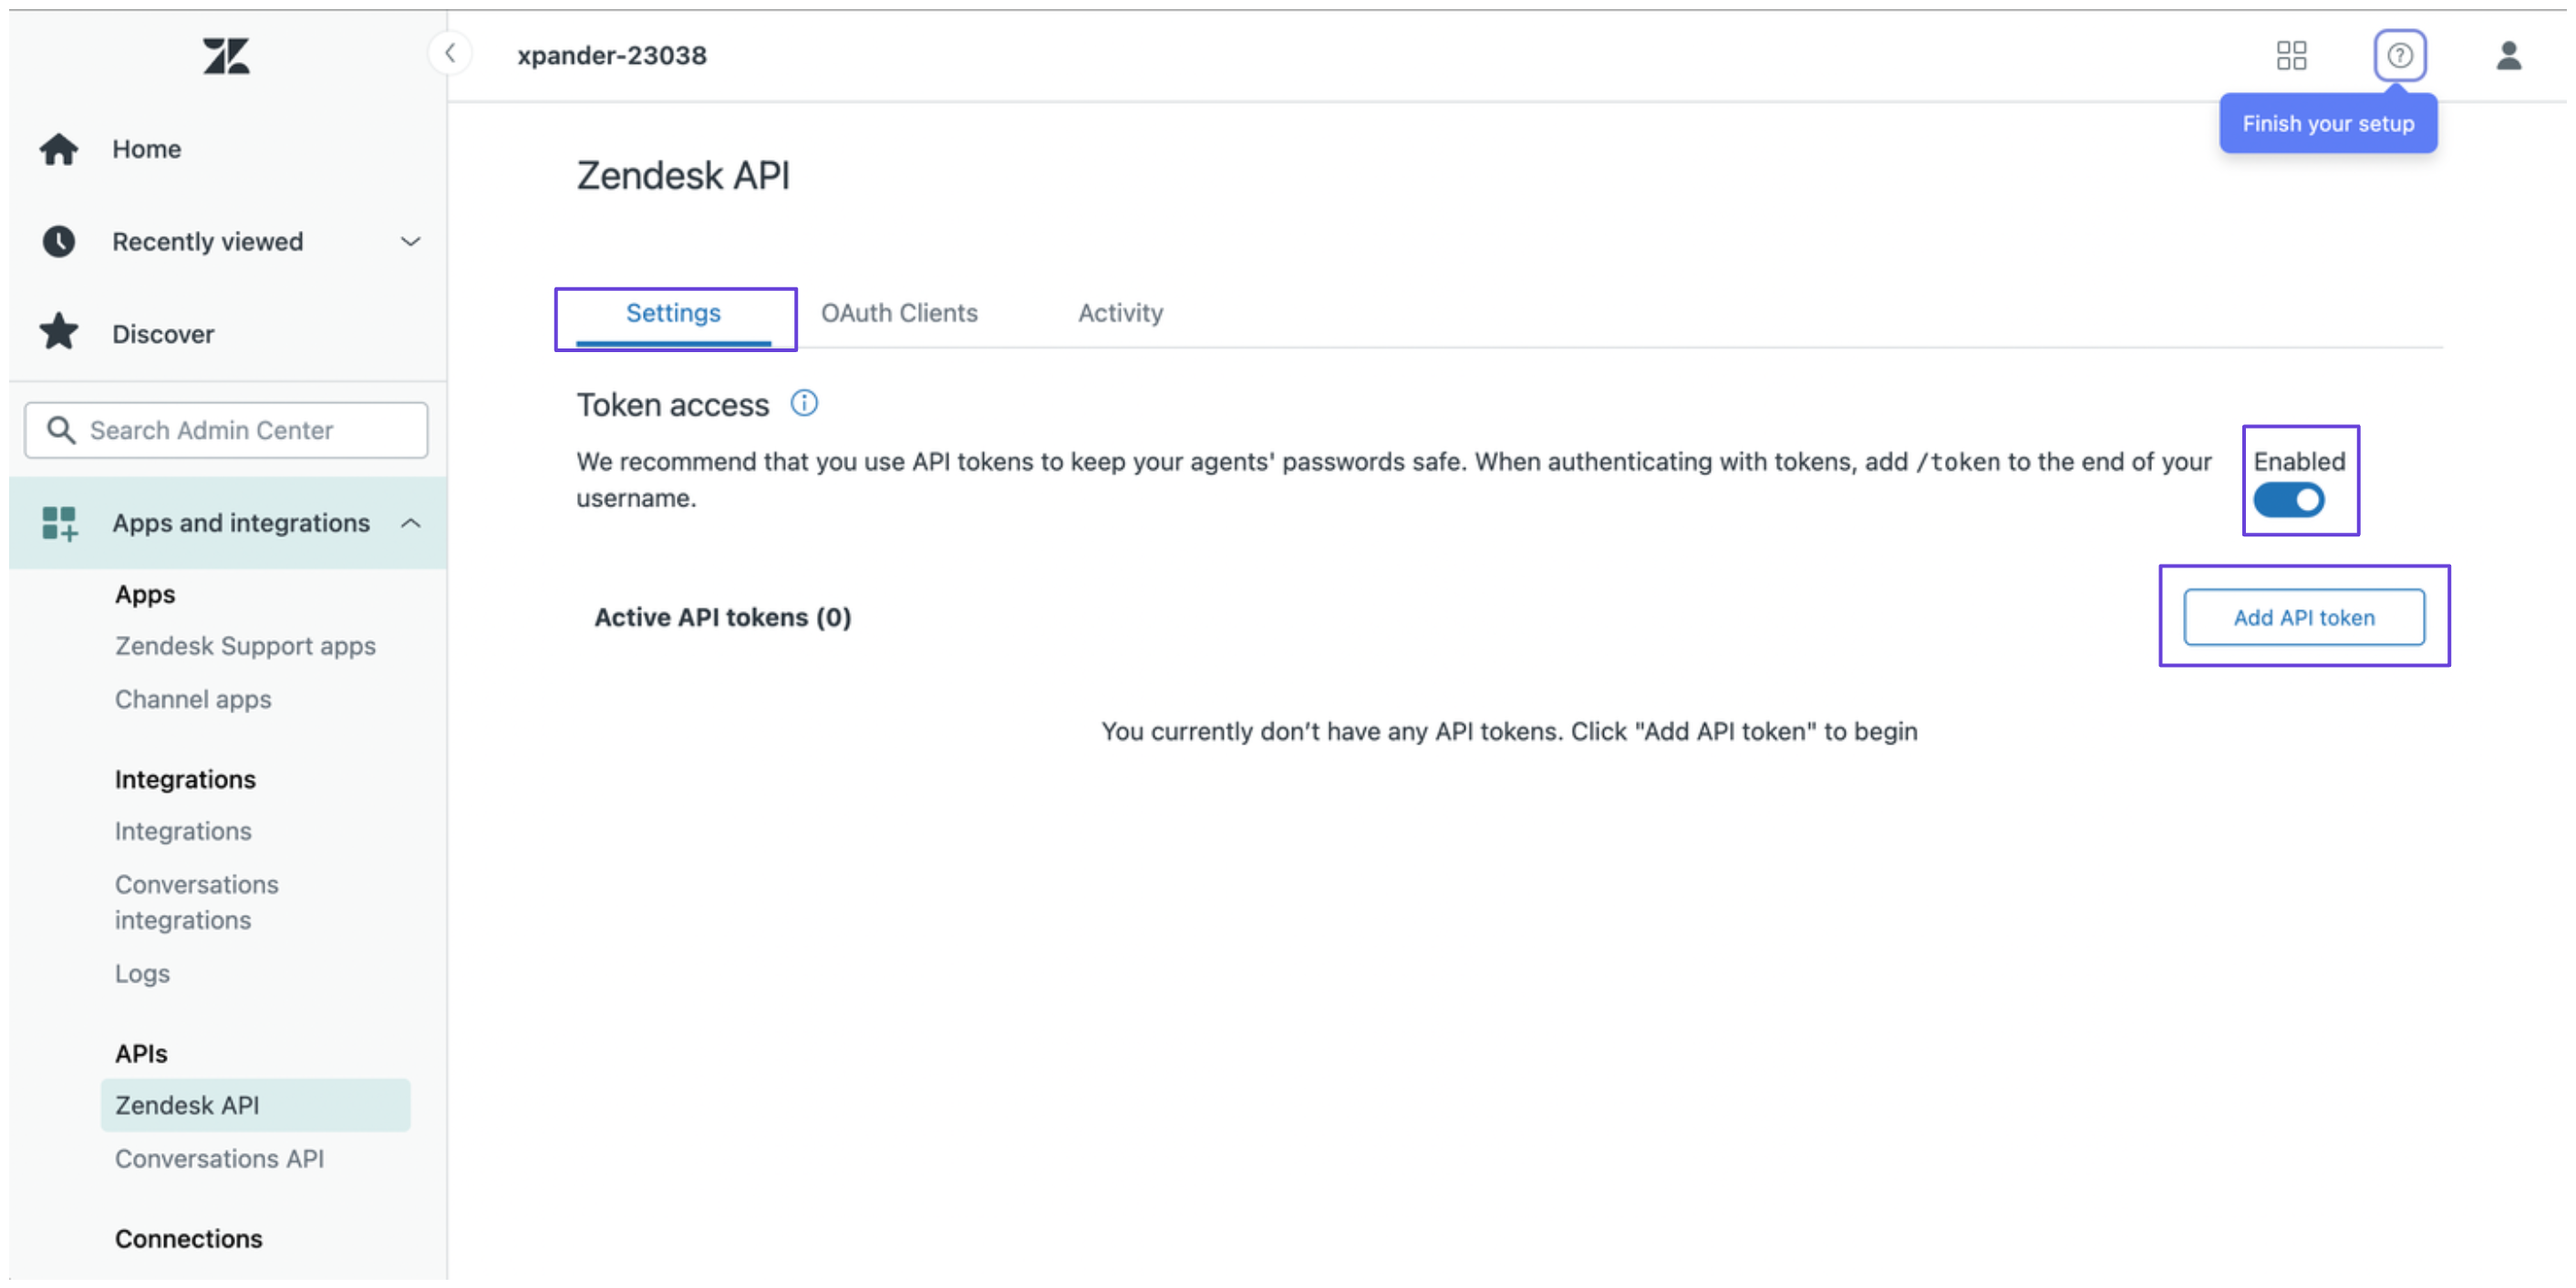 xpander-23038
Finish your setup
Home
Recently viewed
Discover
Search Admin Center
Apps and integrations
Apps
Zendesk Support apps
Channel apps
Integrations
Integrations
Conversations
integrations
Logs
APIs
Zendesk API
Conversations API
Connections
Zendesk API
Settings
OAuth Clients
Activity
Token access
We recommend that you use API tokens to keep your agents' passwords safe. When authenticating with tokens, add /token to the end of your
username.
Enabled
Active API tokens (0)
Add API token
You currently don’t have any API tokens. Click "Add API token" to begin